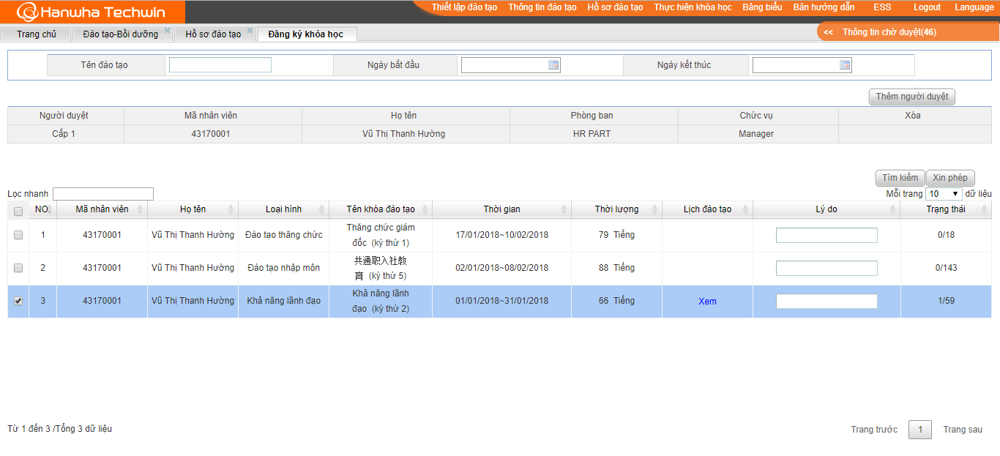 Hanwha Techwin
Thiết lập đào tạo Thông tin đào tạo Hồ sơ đào tạo Thực hiện khóa học Bảng biểu Bản hướng dẫn ESS Logout Language
Trang chủ Đào tạo-Bồi dưỡng Hồ sơ đào tạo Đăng ký khóa học
<< Thông tin chờ duyệt(46)
Tên đào tạo Ngày bắt đầu Ngày kết thúc
Thêm người duyệt
Người duyệt Mã nhân viên Họ tên Phòng ban Chức vụ Xóa
Cấp 1 43170001 Vũ Thị Thanh Hường HR PART Manager
Tìm kiếm Xin phép
Lọc nhanh Mỗi trang 10 dữ liệu
NO. Mã nhân viên Họ tên Loại hình Tên khóa đào tạo Thời gian Thời lượng Lịch đào tạo Lý do Trạng thái
1 43170001 Vũ Thị Thanh Hường Đào tạo thăng chức Thăng chức giám đốc (kỳ thứ 1) 17/01/2018~10/02/2018 79 Tiếng 0/18
2 43170001 Vũ Thị Thanh Hường Đào tạo nhập môn 共通职入社教育 (kỳ thứ 5) 02/01/2018~08/02/2018 88 Tiếng 0/143
3 43170001 Vũ Thị Thanh Hường Khả năng lãnh đạo Khả năng lãnh đạo (kỳ thứ 2) 01/01/2018~31/01/2018 66 Tiếng Xem 1/59
Từ 1 đến 3 /Tổng 3 dữ liệu Trang trước 1 Trang sau